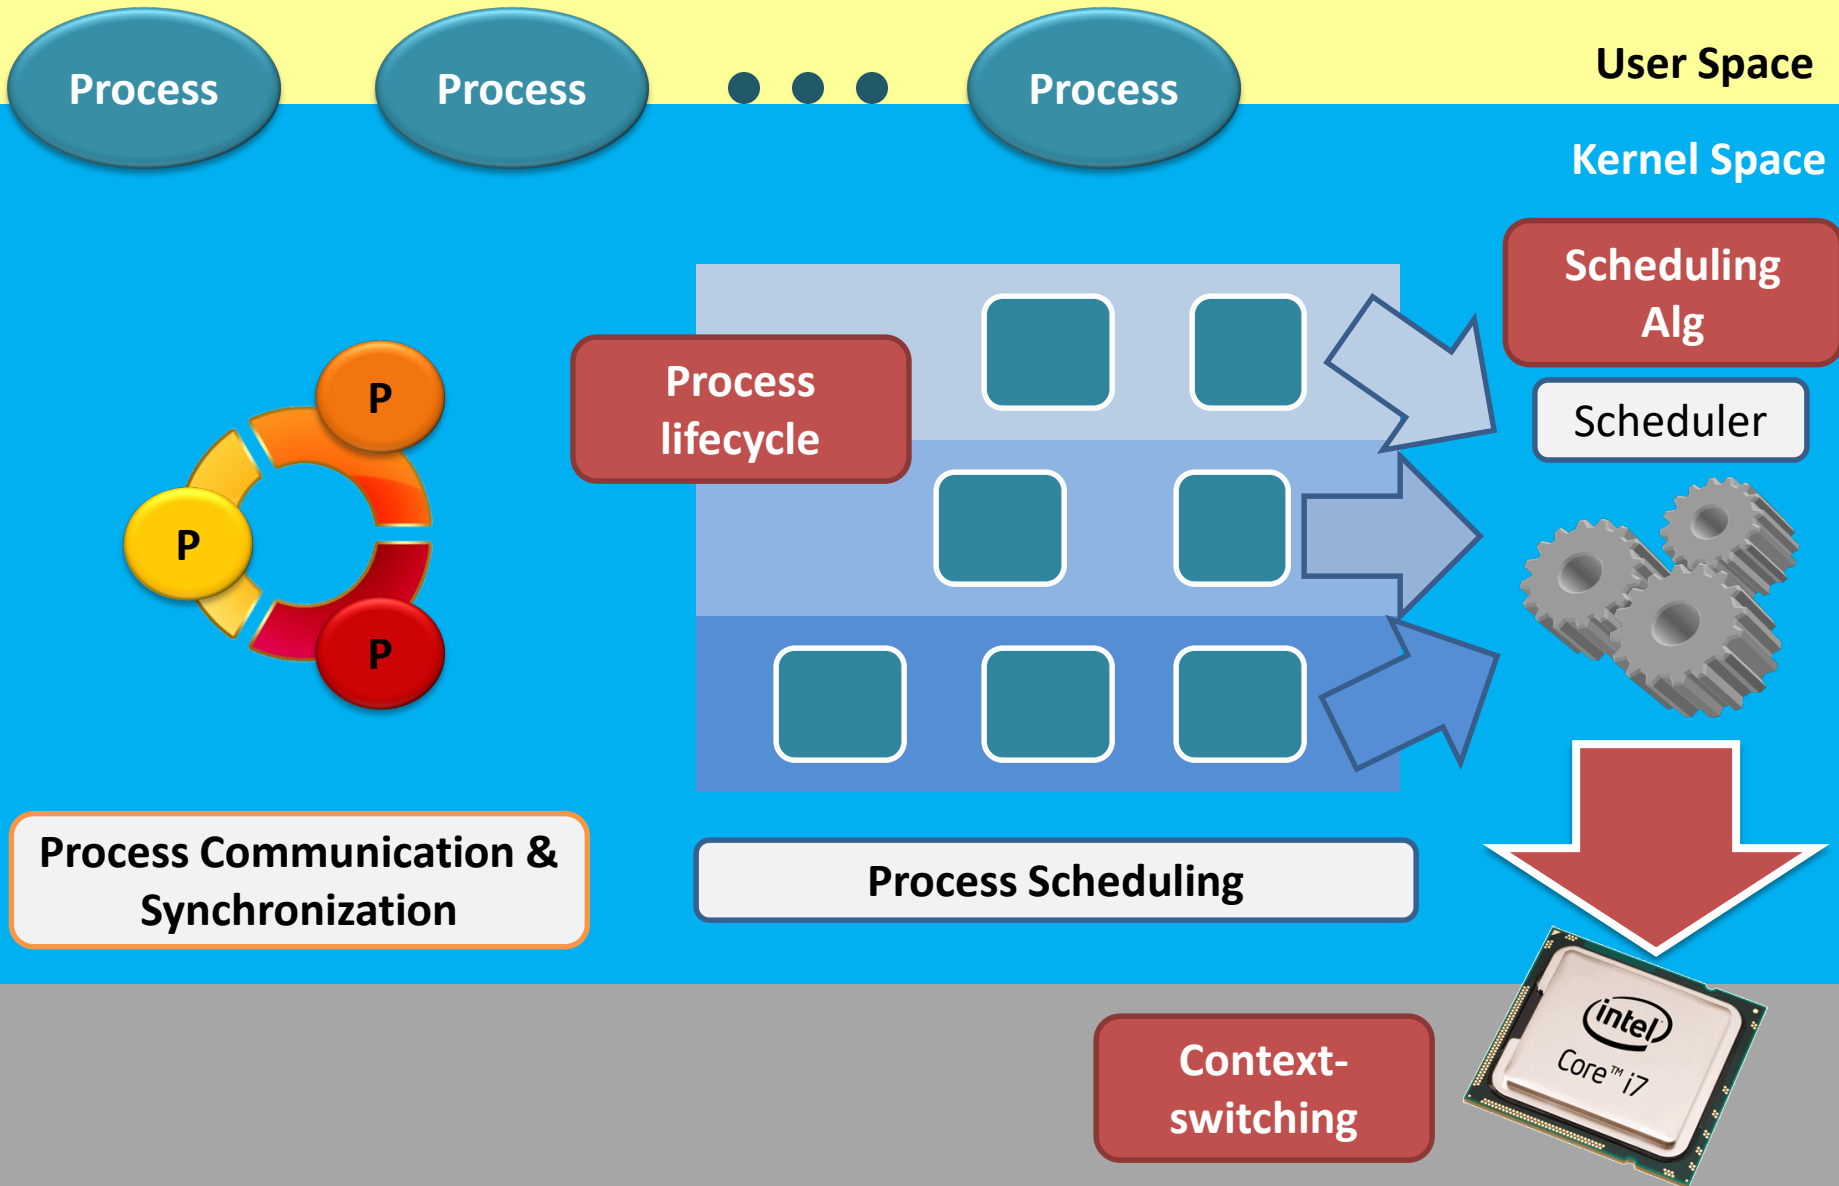 Process
Process
Process
User Space
Kernel Space
Scheduling
Alg
Scheduler
Process
lifecycle
P
P
P
Process Communication &
Synchronization
Process Scheduling
Context-
switching
intel
Core™ i7